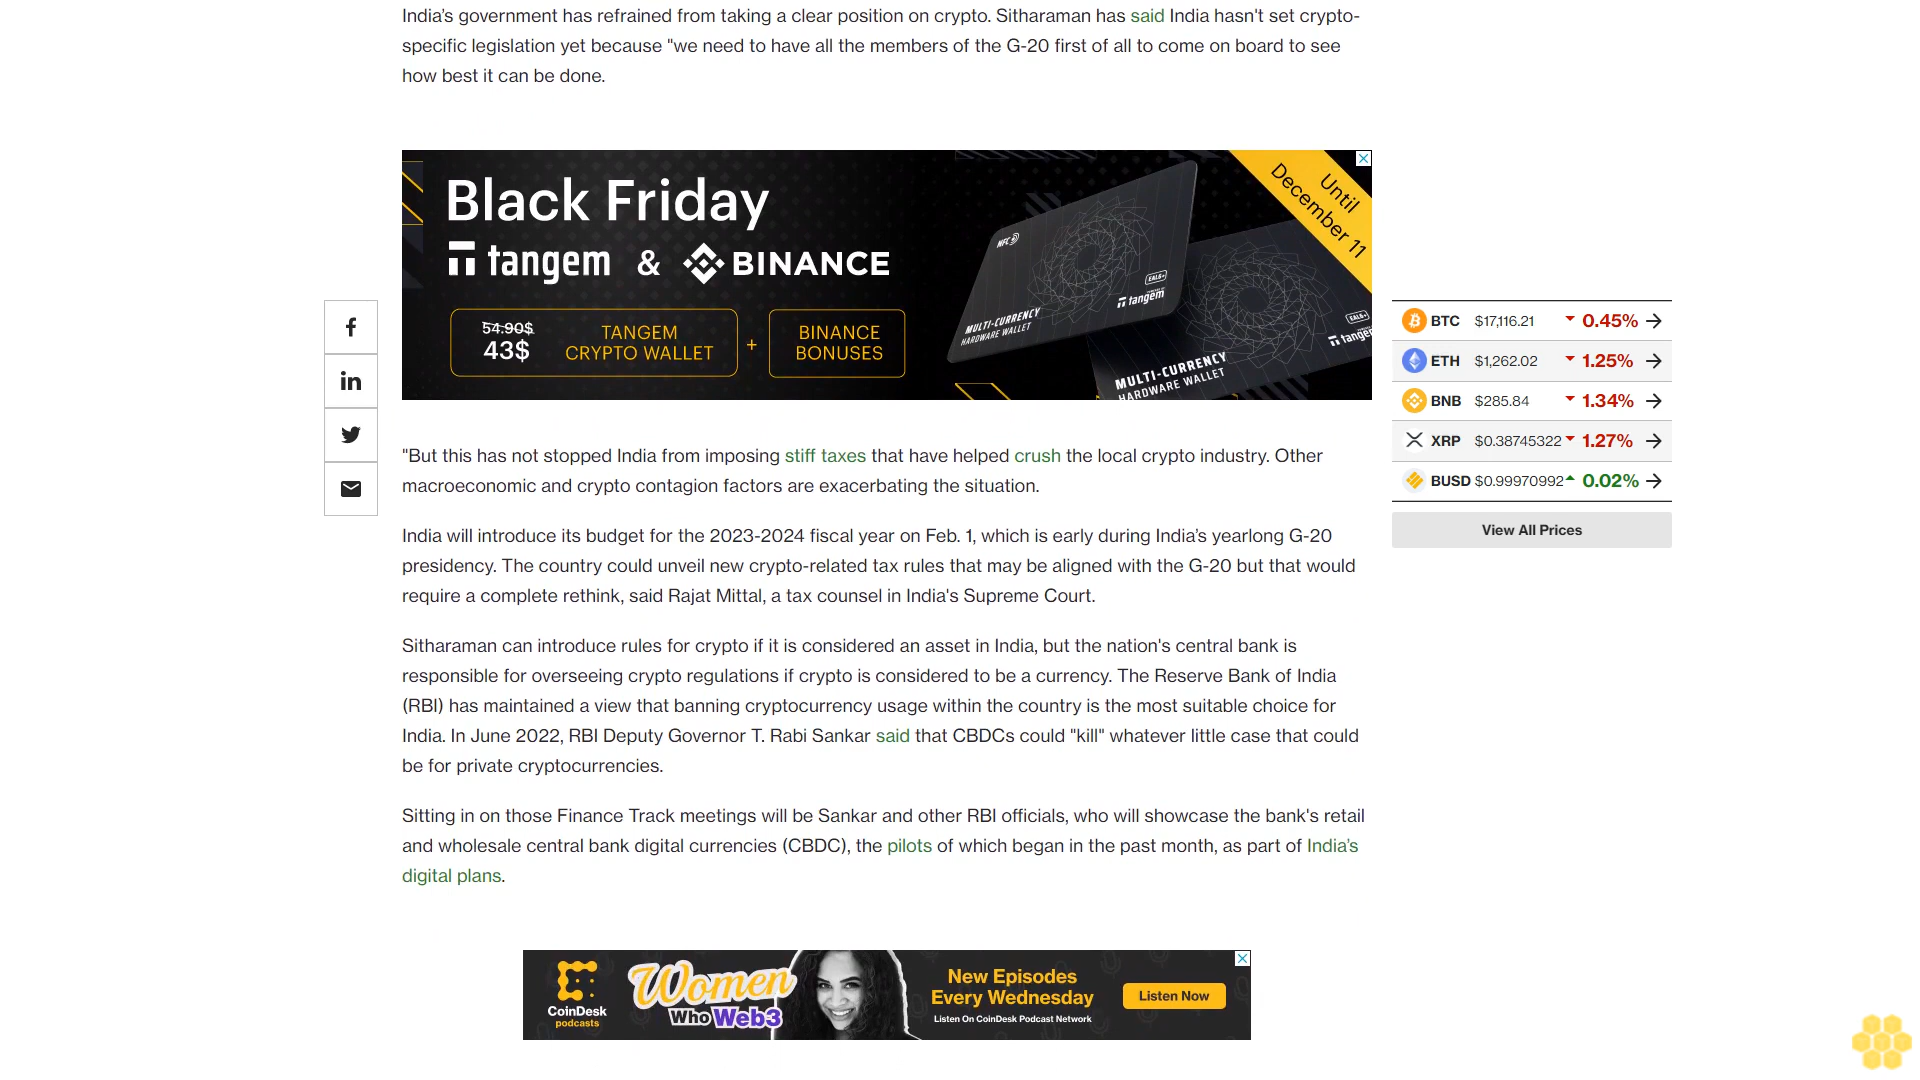 India’s government has refrained from taking a clear position on crypto. Sitharaman has said India hasn't set crypto-
specific legislation yet because "we need to have all the members of the G-20 first of all to come on board to see
how best it can be done.
Black Friday
tangem & BINANCE
54.90$
43$
TANGEM
CRYPTO WALLET
+
BINANCE
BONUSES
NFC
EAL6+
tangem
MULTI-CURRENCY
HARDWARE WALLET
EAL6+
tangem
MULTI-CURRENCY
HARDWARE WALLET
Until
December 11
BTC $17,116.21 0.45%
ETH $1,262.02 1.25%
BNB $285.84 1.34%
XRP $0.38745322 1.27%
BUSD $0.99970992 0.02%
View All Prices
"But this has not stopped India from imposing stiff taxes that have helped crush the local crypto industry. Other
macroeconomic and crypto contagion factors are exacerbating the situation.
India will introduce its budget for the 2023-2024 fiscal year on Feb. 1, which is early during India’s yearlong G-20
presidency. The country could unveil new crypto-related tax rules that may be aligned with the G-20 but that would
require a complete rethink, said Rajat Mittal, a tax counsel in India's Supreme Court.
Sitharaman can introduce rules for crypto if it is considered an asset in India, but the nation's central bank is
responsible for overseeing crypto regulations if crypto is considered to be a currency. The Reserve Bank of India
(RBI) has maintained a view that banning cryptocurrency usage within the country is the most suitable choice for
India. In June 2022, RBI Deputy Governor T. Rabi Sankar said that CBDCs could "kill" whatever little case that could
be for private cryptocurrencies.
Sitting in on those Finance Track meetings will be Sankar and other RBI officials, who will showcase the bank's retail
and wholesale central bank digital currencies (CBDC), the pilots of which began in the past month, as part of India’s
digital plans.
CoinDesk
podcasts
Women
Who Web3
New Episodes
Every Wednesday
Listen On CoinDesk Podcast Network
Listen Now